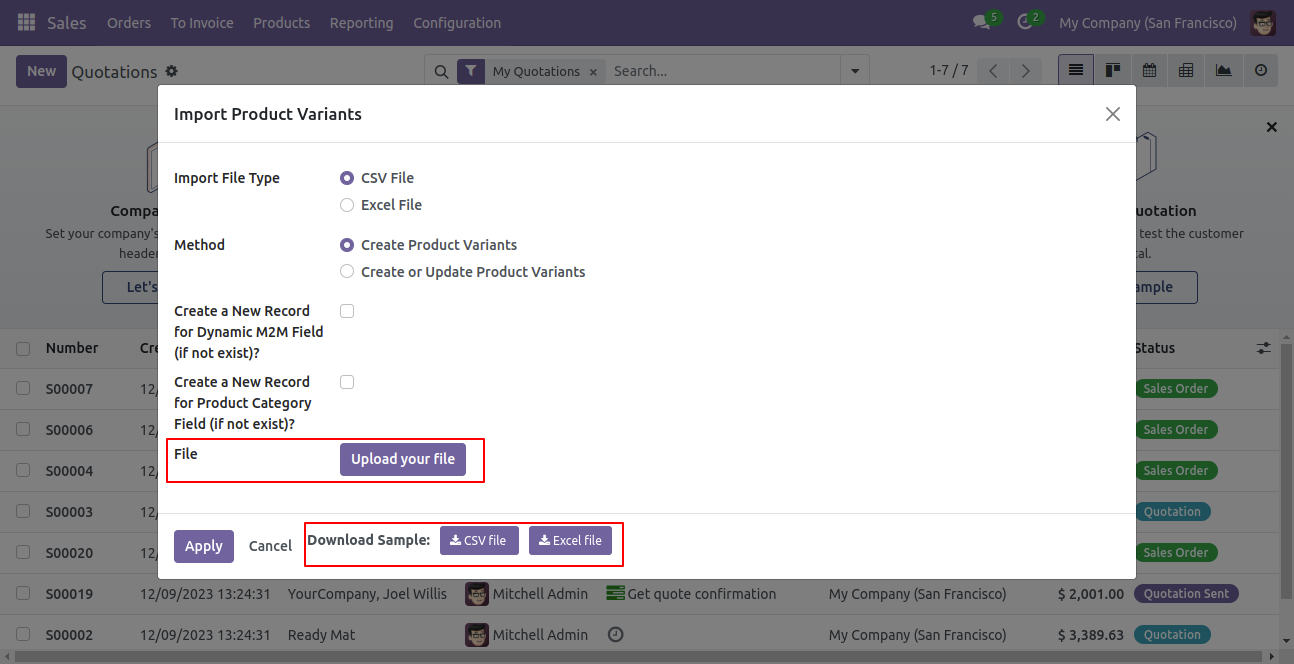 Sales Orders To Invoice Products Reporting Configuration 5 2 My Company (San Francisco)
New Quotations My Quotations × Search... 1-7 / 7
Import Product Variants
Import File Type CSV File
Excel File
Method Create Product Variants
Create or Update Product Variants
Create a New Record
for Dynamic M2M Field
(if not exist)?
Create a New Record
for Product Category
Field (if not exist)?
File Upload your file
Apply Cancel Download Sample: CSV file Excel file
Compa uotation
Set your company's test the customer
header tal.
Let's ample
Number Cre Status
S00007 12/ Sales Order
S00006 12/ Sales Order
S00004 12/ Sales Order
S00003 12/ Quotation
S00020 12/ Sales Order
S00019 12/09/2023 13:24:31 YourCompany, Joel Willis Mitchell Admin Get quote confirmation My Company (San Francisco) $ 2,001.00 Quotation Sent
S00002 12/09/2023 13:24:31 Ready Mat Mitchell Admin My Company (San Francisco) $ 3,389.63 Quotation